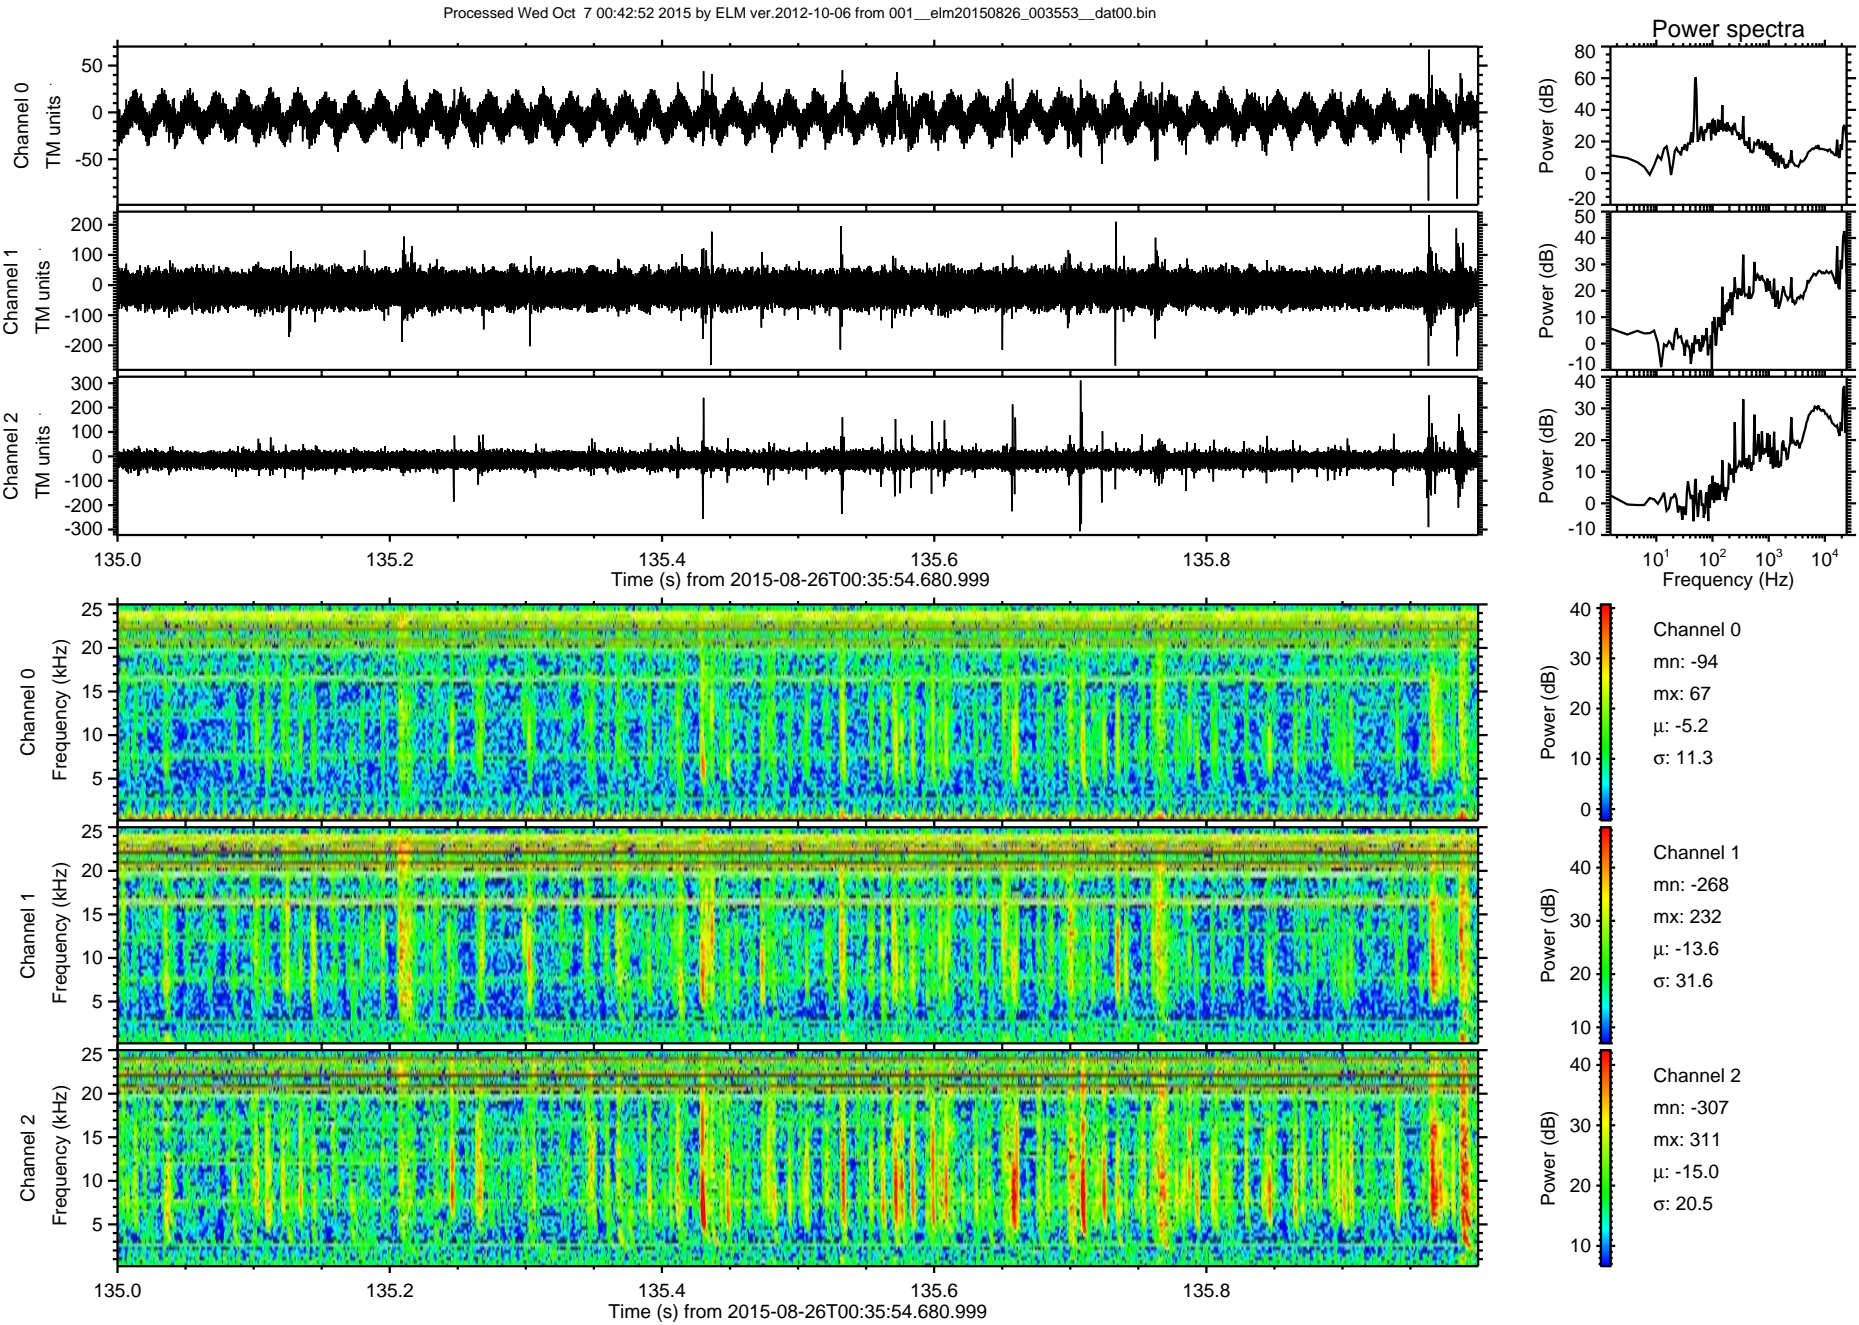 Processed Wed Oct  7 00:42:52 2015 by ELM ver.2012-10-06 from 001__elm20150826_003553__dat00.bin
Power spectra
Channel 0
TM units
50
0
-50
Power (dB)
80
60
40
20
0
-20
Channel 1
TM units
200
100
0
-100
-200
Power (dB)
50
40
30
20
10
0
-10
Channel 2
TM units
300
200
100
0
-100
-200
-300
Power (dB)
40
30
20
10
0
-10
135.0 135.2 135.4 135.6 135.8
Time (s) from 2015-08-26T00:35:54.680.999
10^1 10^2 10^3 10^4
Frequency (Hz)
Channel 0
Frequency (kHz)
25
20
15
10
5
Power (dB)
40
30
20
10
0
Channel 0
mn: -94
mx: 67
μ: -5.2
σ: 11.3
Channel 1
Frequency (kHz)
25
20
15
10
5
Power (dB)
40
30
20
10
Channel 1
mn: -268
mx: 232
μ: -13.6
σ: 31.6
Channel 2
Frequency (kHz)
25
20
15
10
5
Power (dB)
40
30
20
10
Channel 2
mn: -307
mx: 311
μ: -15.0
σ: 20.5
135.0 135.2 135.4 135.6 135.8
Time (s) from 2015-08-26T00:35:54.680.999